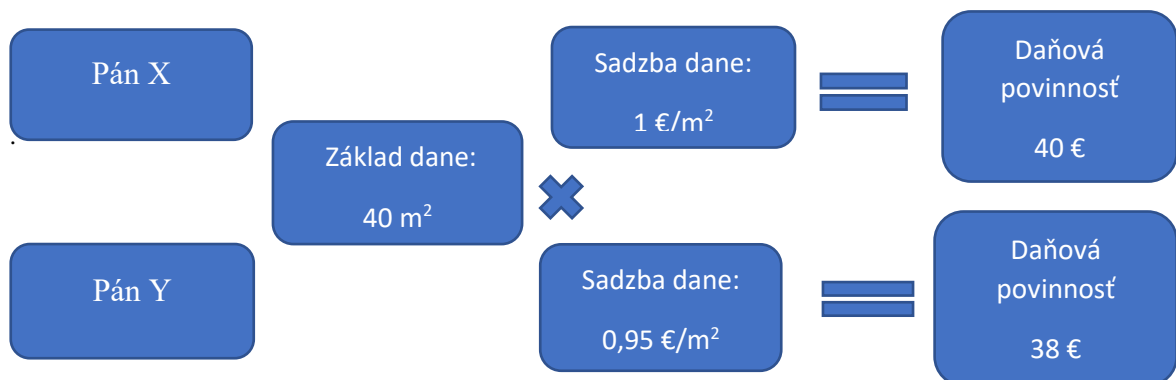 Pán X
Základ dane:
40 m²
Sadzba dane:
1 €/m²
Daňová
povinnosť
40 €
Pán Y
Sadzba dane:
0,95 €/m²
Daňová
povinnosť
38 €